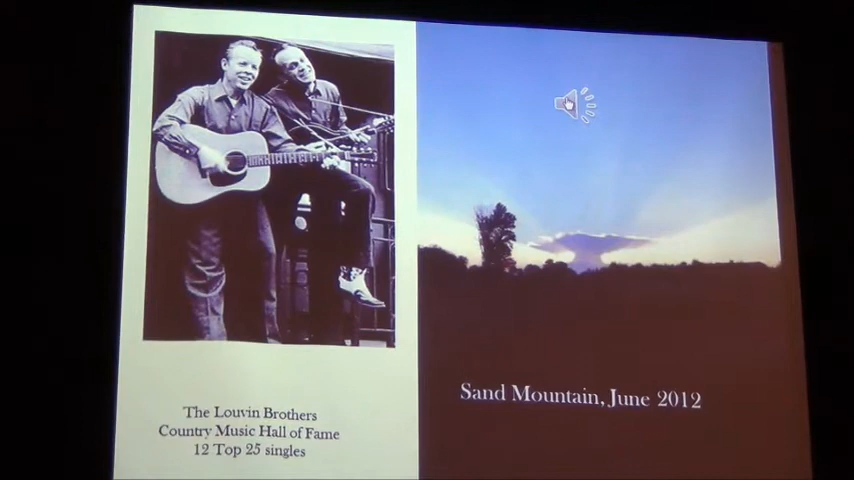 The Louvin Brothers
Country Music Hall of Fame
12 Top 25 singles
Sand Mountain, June 2012